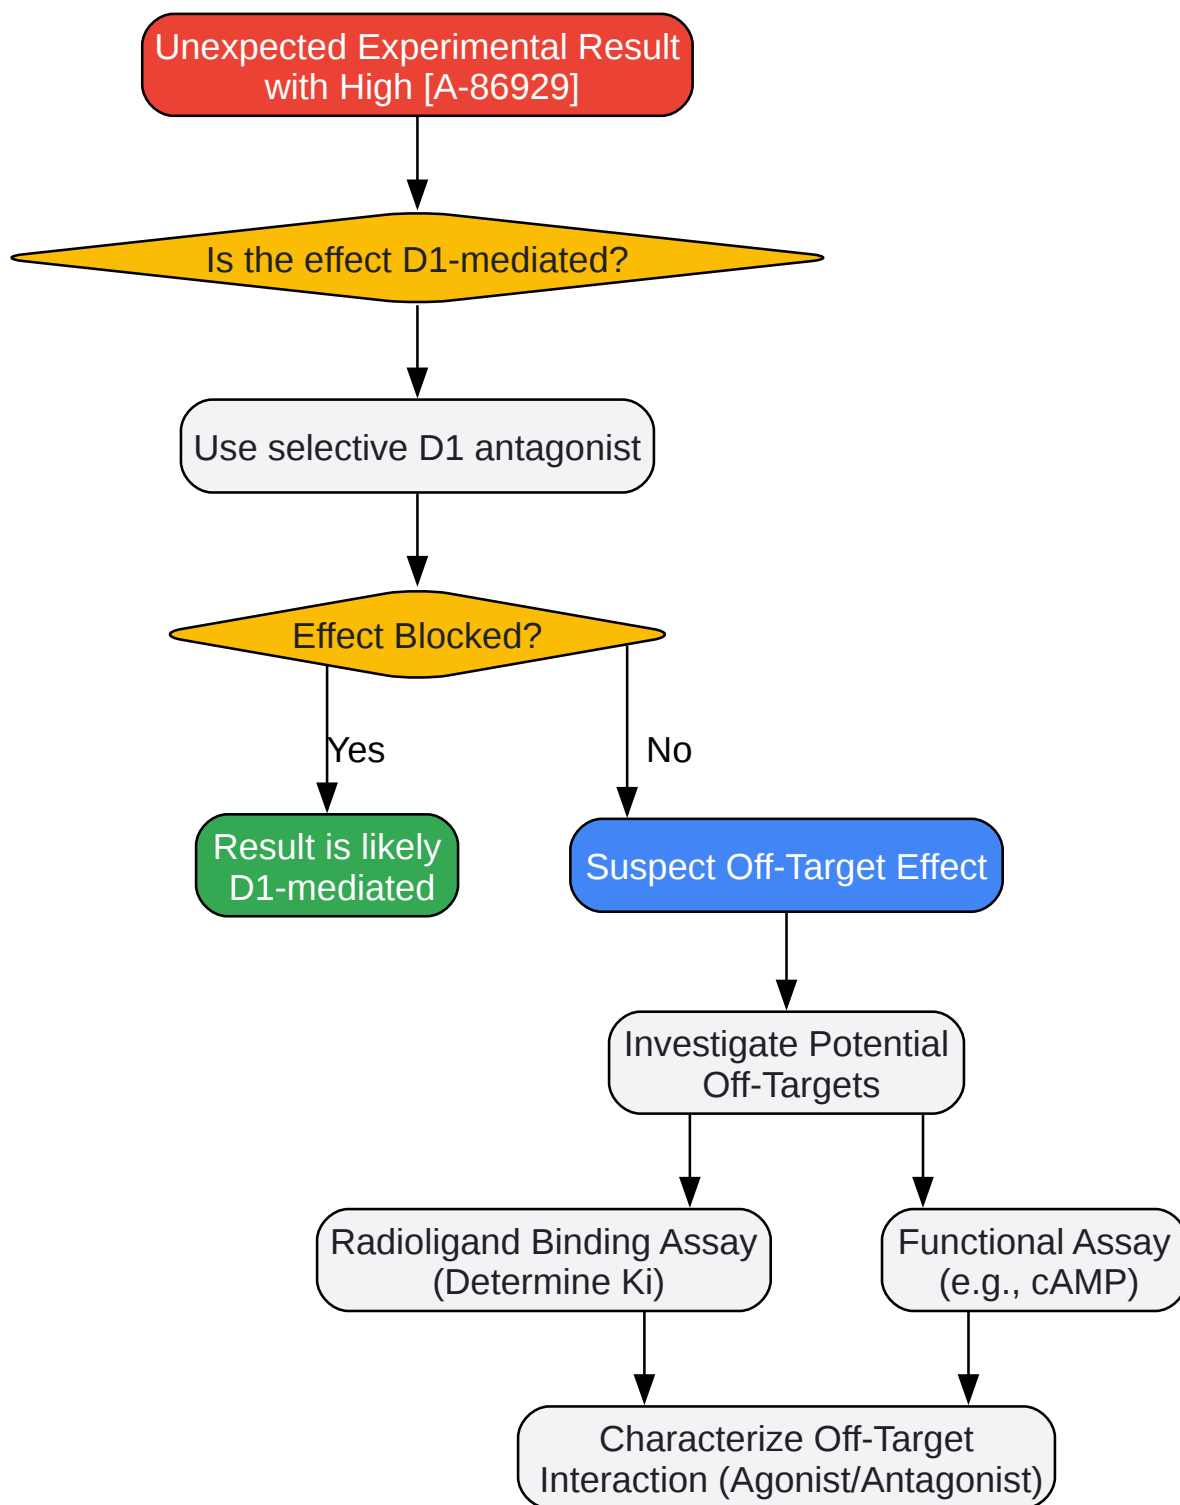 Unexpected Experimental Result
with High [A-86929]
Is the effect D1-mediated?
Use selective D1 antagonist
Effect Blocked?
Yes
No
Result is likely
D1-mediated
Suspect Off-Target Effect
Investigate Potential
Off-Targets
Radioligand Binding Assay
(Determine Ki)
Functional Assay
(e.g., cAMP)
Characterize Off-Target
Interaction (Agonist/Antagonist)